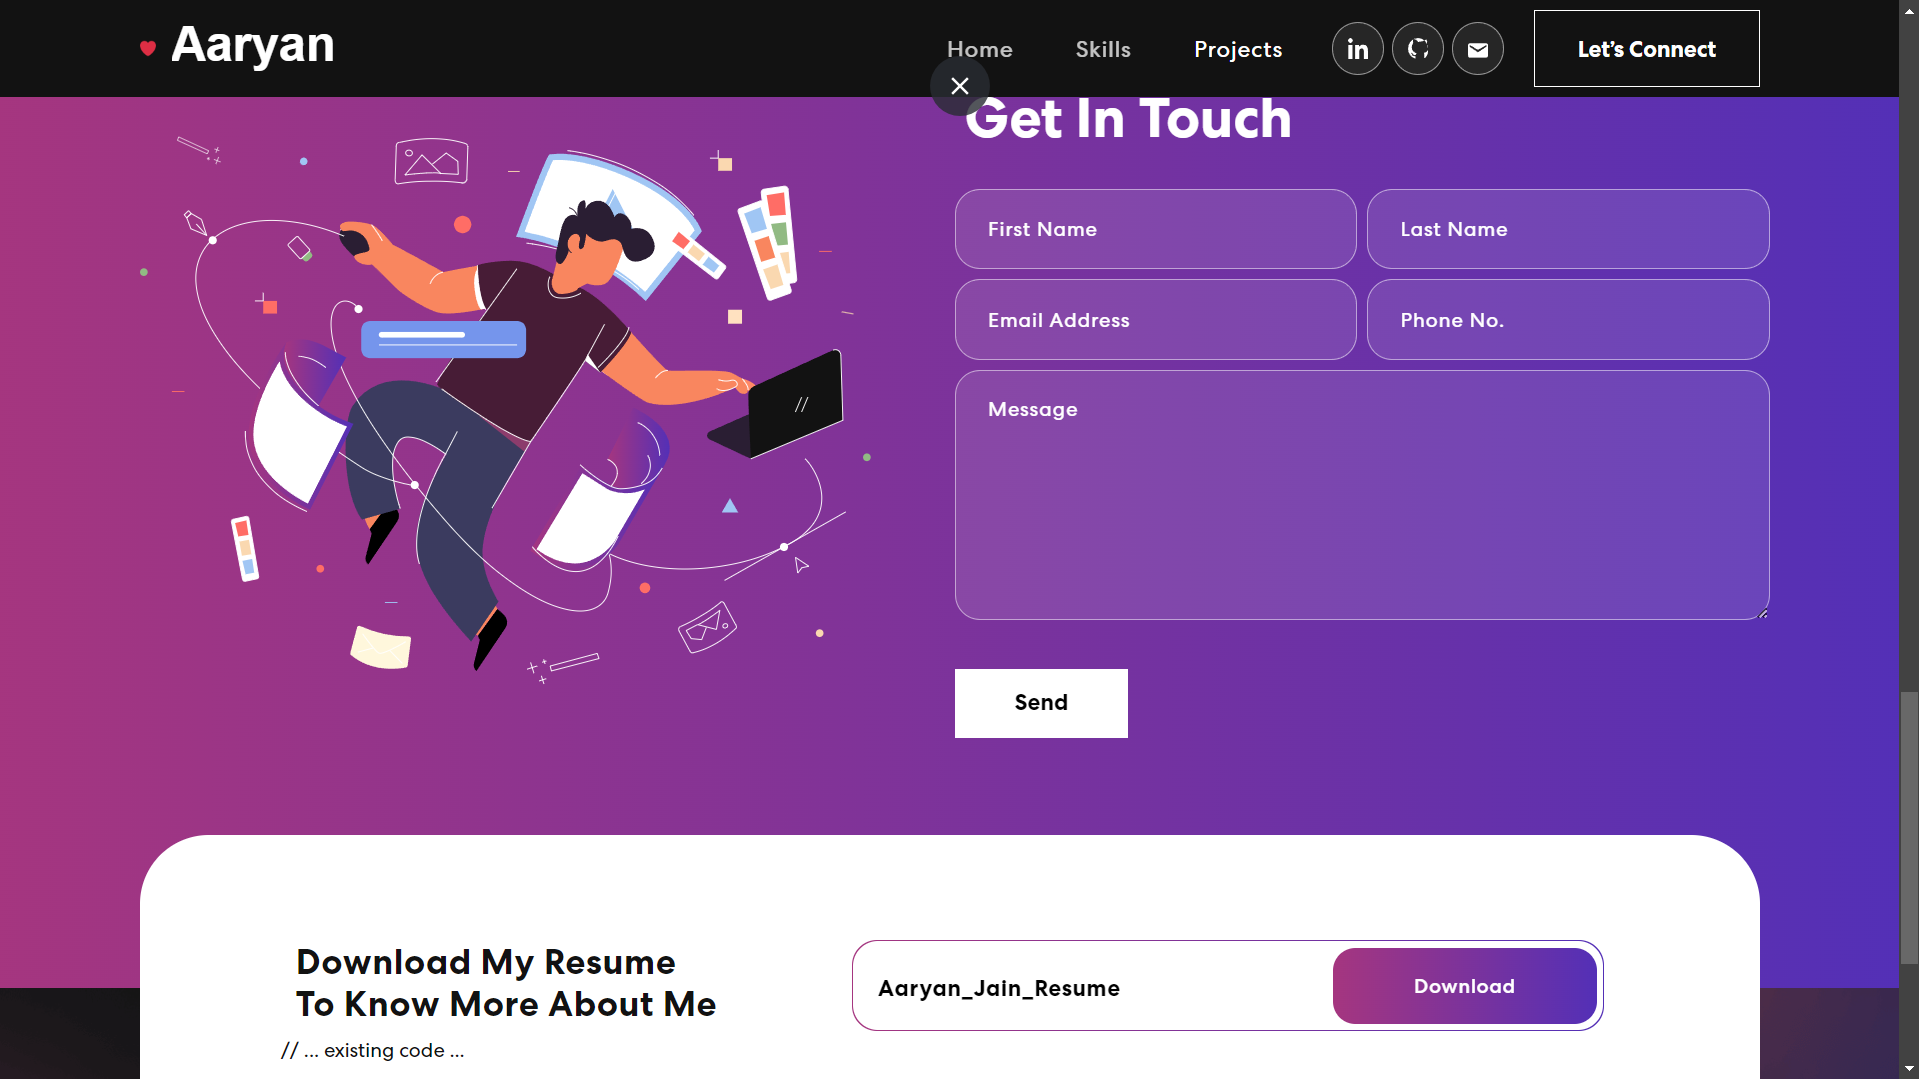 Aaryan
Home Skills Projects Let's Connect
Get In Touch
First Name Last Name
Email Address Phone No.
Message
//
Send
Download My Resume
To Know More About Me
// ... existing code ...
Aaryan_Jain_Resume Download